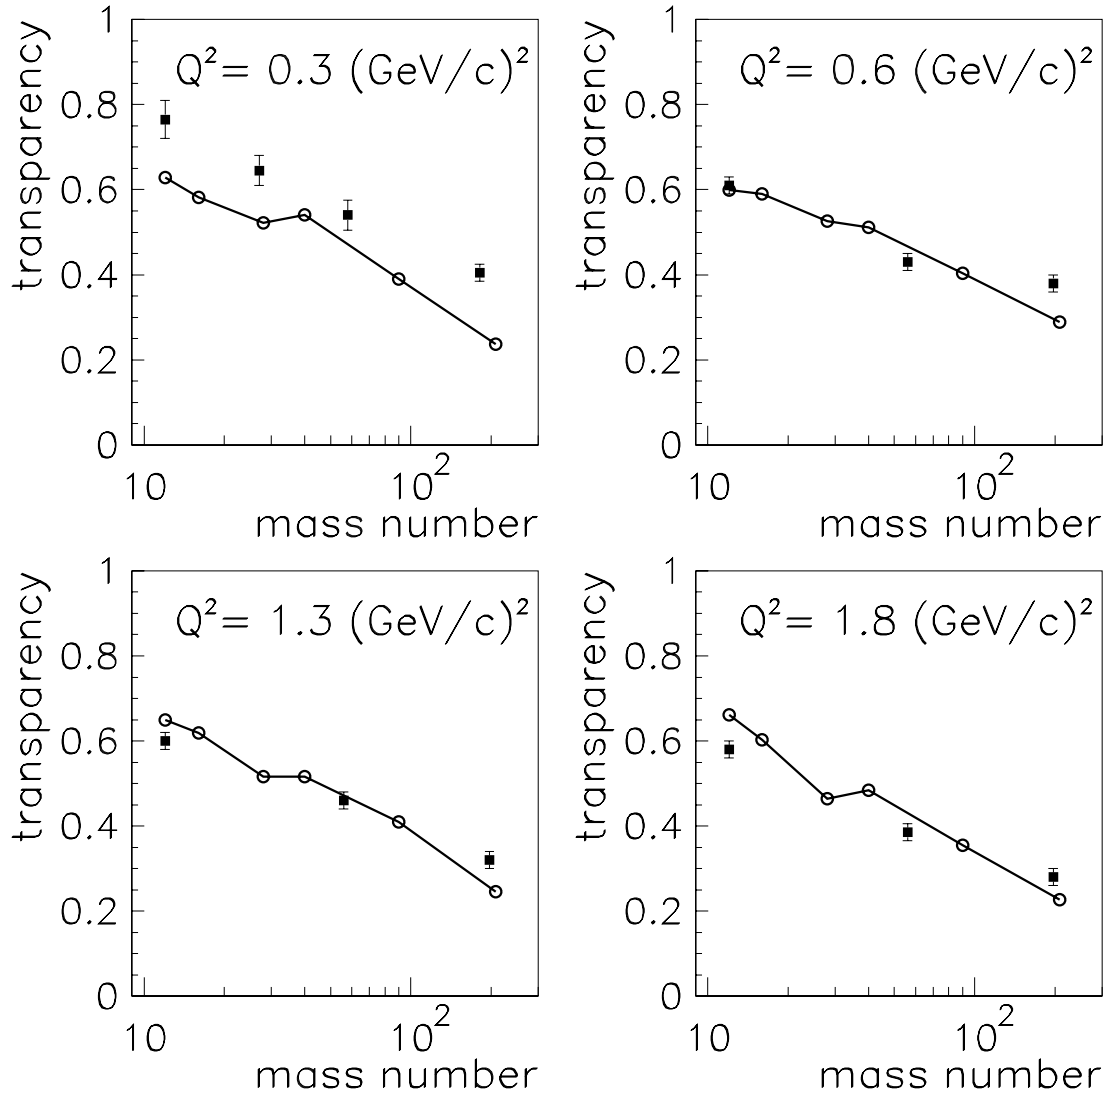 transparency
1
0.8
0.6
0.4
0.2
0
Q²= 0.3 (GeV/c)²
10
10²
mass number
transparency
1
0.8
0.6
0.4
0.2
0
Q²= 0.6 (GeV/c)²
10
10²
mass number
transparency
1
0.8
0.6
0.4
0.2
0
Q²= 1.3 (GeV/c)²
10
10²
mass number
transparency
1
0.8
0.6
0.4
0.2
0
Q²= 1.8 (GeV/c)²
10
10²
mass number